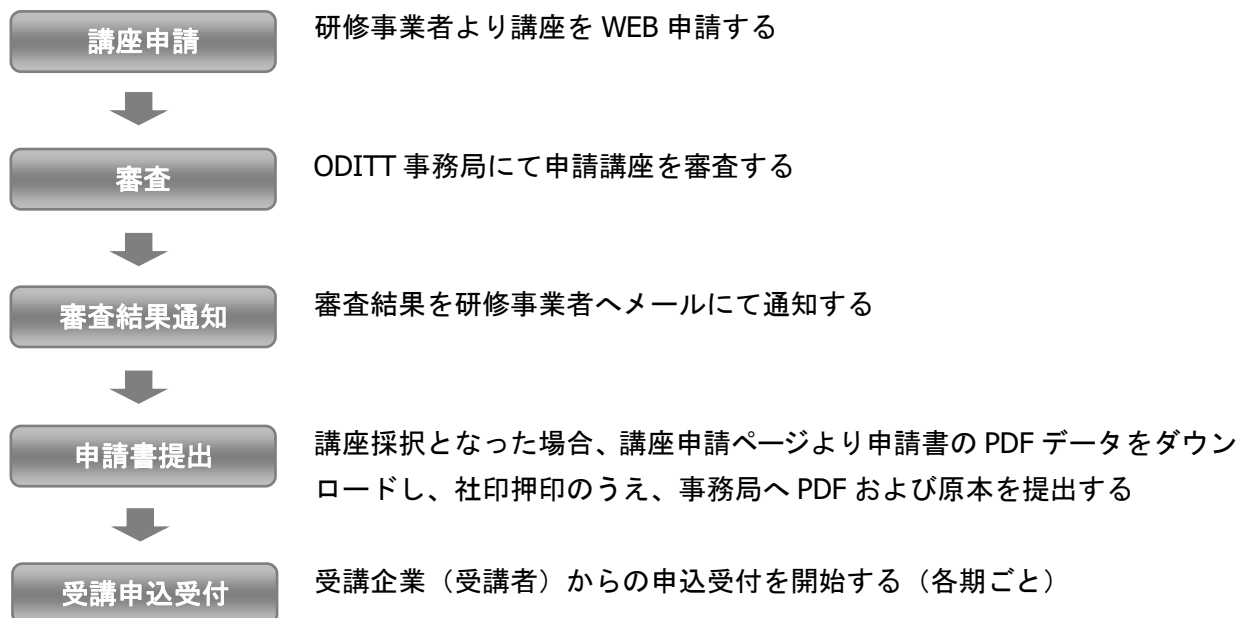 講座申請
研修事業者より講座を WEB 申請する
審査
ODITT 事務局にて申請講座を審査する
審査結果通知
審査結果を研修事業者へメールにて通知する
申請書提出
講座採択となった場合、講座申請ページより申請書の PDF データをダウン
ロードし、社印押印のうえ、事務局へ PDF および原本を提出する
受講申込受付
受講企業（受講者）からの申込受付を開始する（各期ごと）